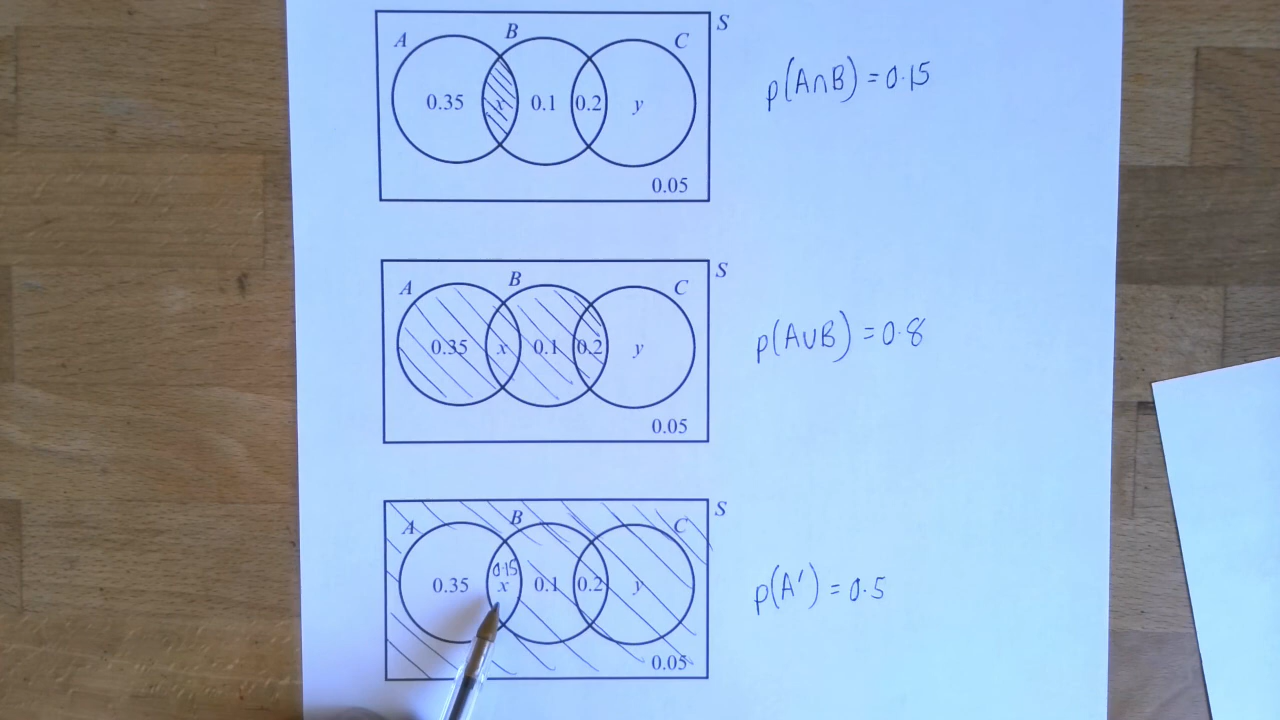 S
A B C
0.35 0.1 0.2 y
0.05
p(A∩B) = 0.15
S
A B C
0.35 x 0.1 0.2 y
0.05
p(A∪B) = 0.8
S
A B C
0.15
0.35 x 0.1 0.2 y
0.05
p(A') = 0.5